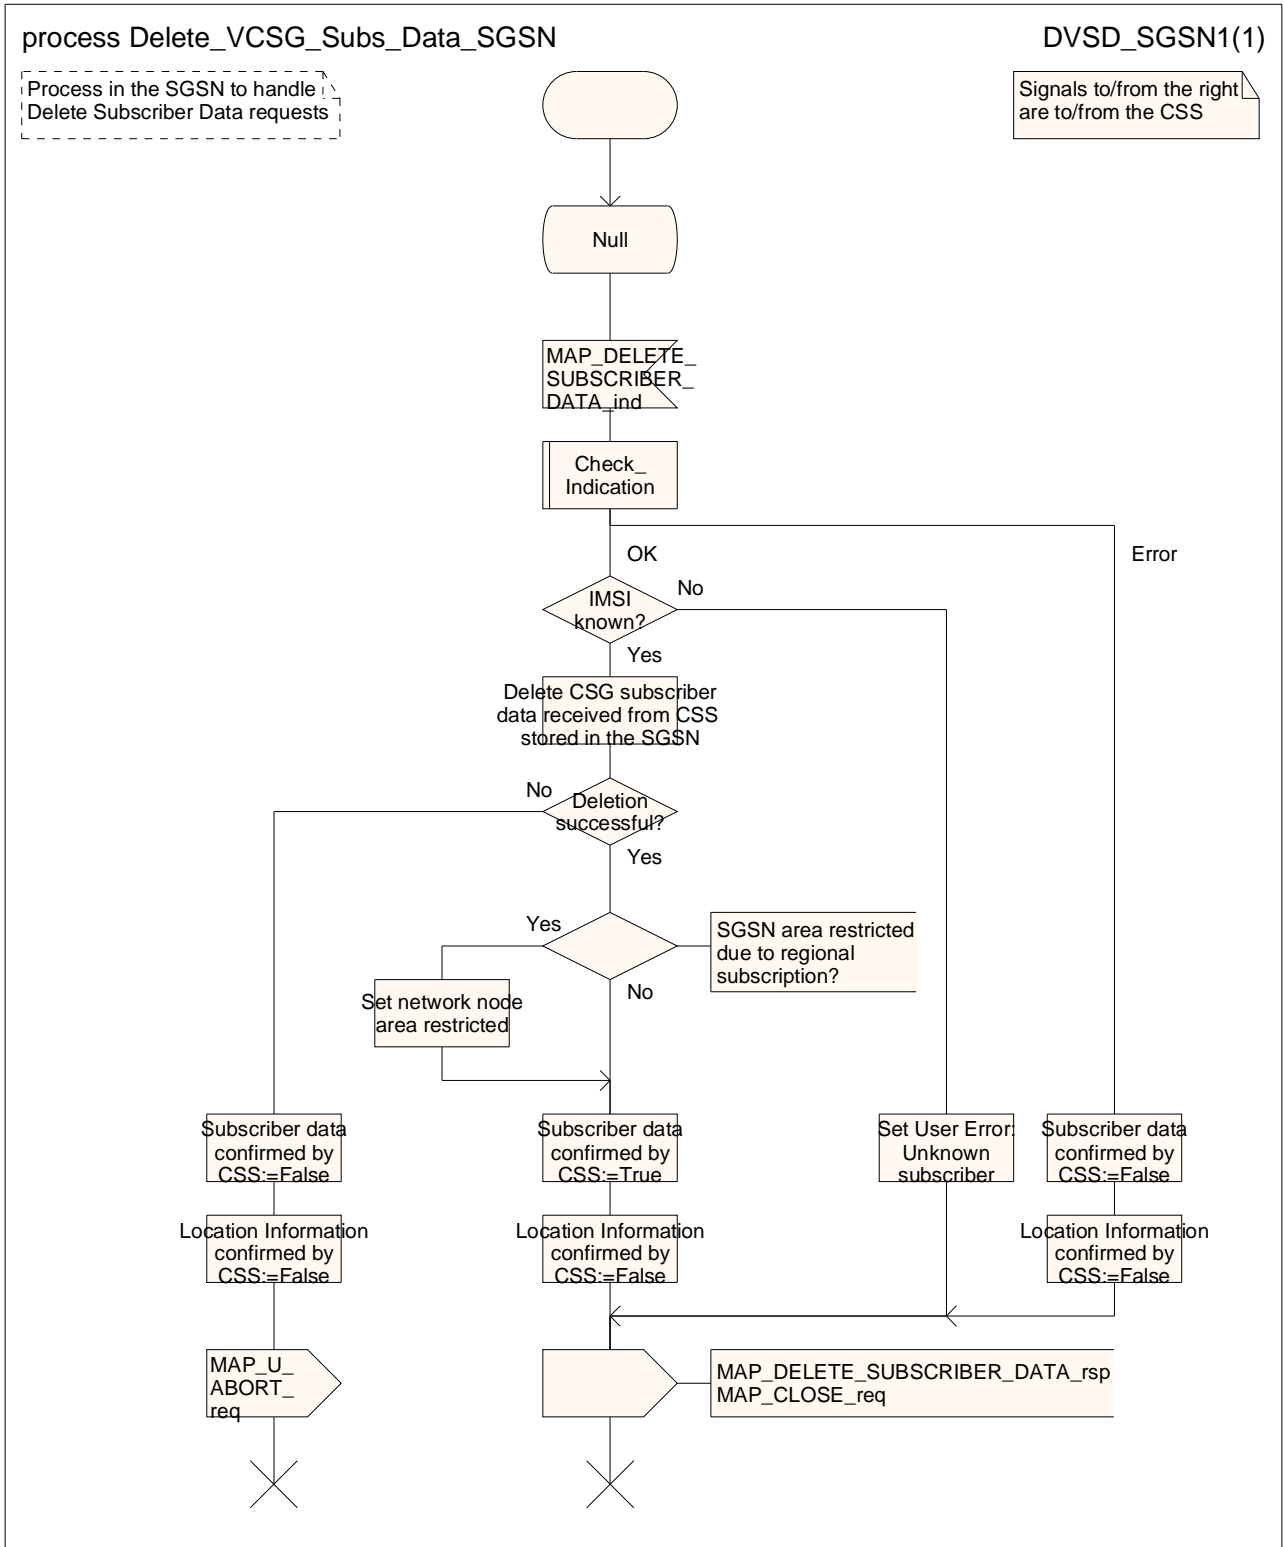 process Delete_VCSG_Subs_Data_SGSN
DVSD_SGSN1(1)
Process in the SGSN to handle
Delete Subscriber Data requests
Signals to/from the right
are to/from the CSS
Null
MAP_DELETE_
SUBSCRIBER_
DATA_ind
Check_
Indication
OK
Error
IMSI
known?
No
Yes
Delete CSG subscriber
data received from CSS
stored in the SGSN
No
Deletion
successful?
Yes
Yes
SGSN area restricted
due to regional
subscription?
No
Set network node
area restricted
Subscriber data
confirmed by
CSS:=False
Subscriber data
confirmed by
CSS:=True
Set User Error:
Unknown
subscriber
Subscriber data
confirmed by
CSS:=False
Location Information
confirmed by
CSS:=False
Location Information
confirmed by
CSS:=False
Location Information
confirmed by
CSS:=False
MAP_U_
ABORT_
req
MAP_DELETE_SUBSCRIBER_DATA_rsp
MAP_CLOSE_req